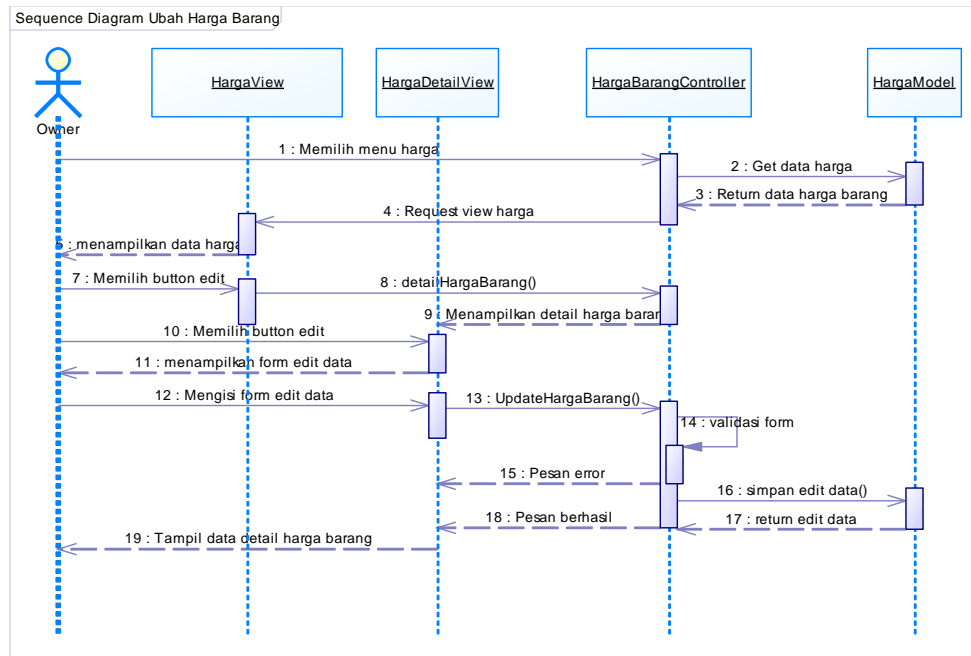 Sequence Diagram Ubah Harga Barang
HargaView
HargaDetailView
HargaBarangController
HargaModel
Owner
1 : Memilih menu harga
2 : Get data harga
3 : Return data harga barang
4 : Request view harga
5 : menampilkan data harga
7 : Memilih button edit
8 : detailHargaBarang()
9 : Menampilkan detail harga baran
10 : Memilih button edit
11 : menampilkan form edit data
12 : Mengisi form edit data
13 : UpdateHargaBarang()
14 : validasi form
15 : Pesan error
16 : simpan edit data()
17 : return edit data
18 : Pesan berhasil
19 : Tampil data detail harga barang